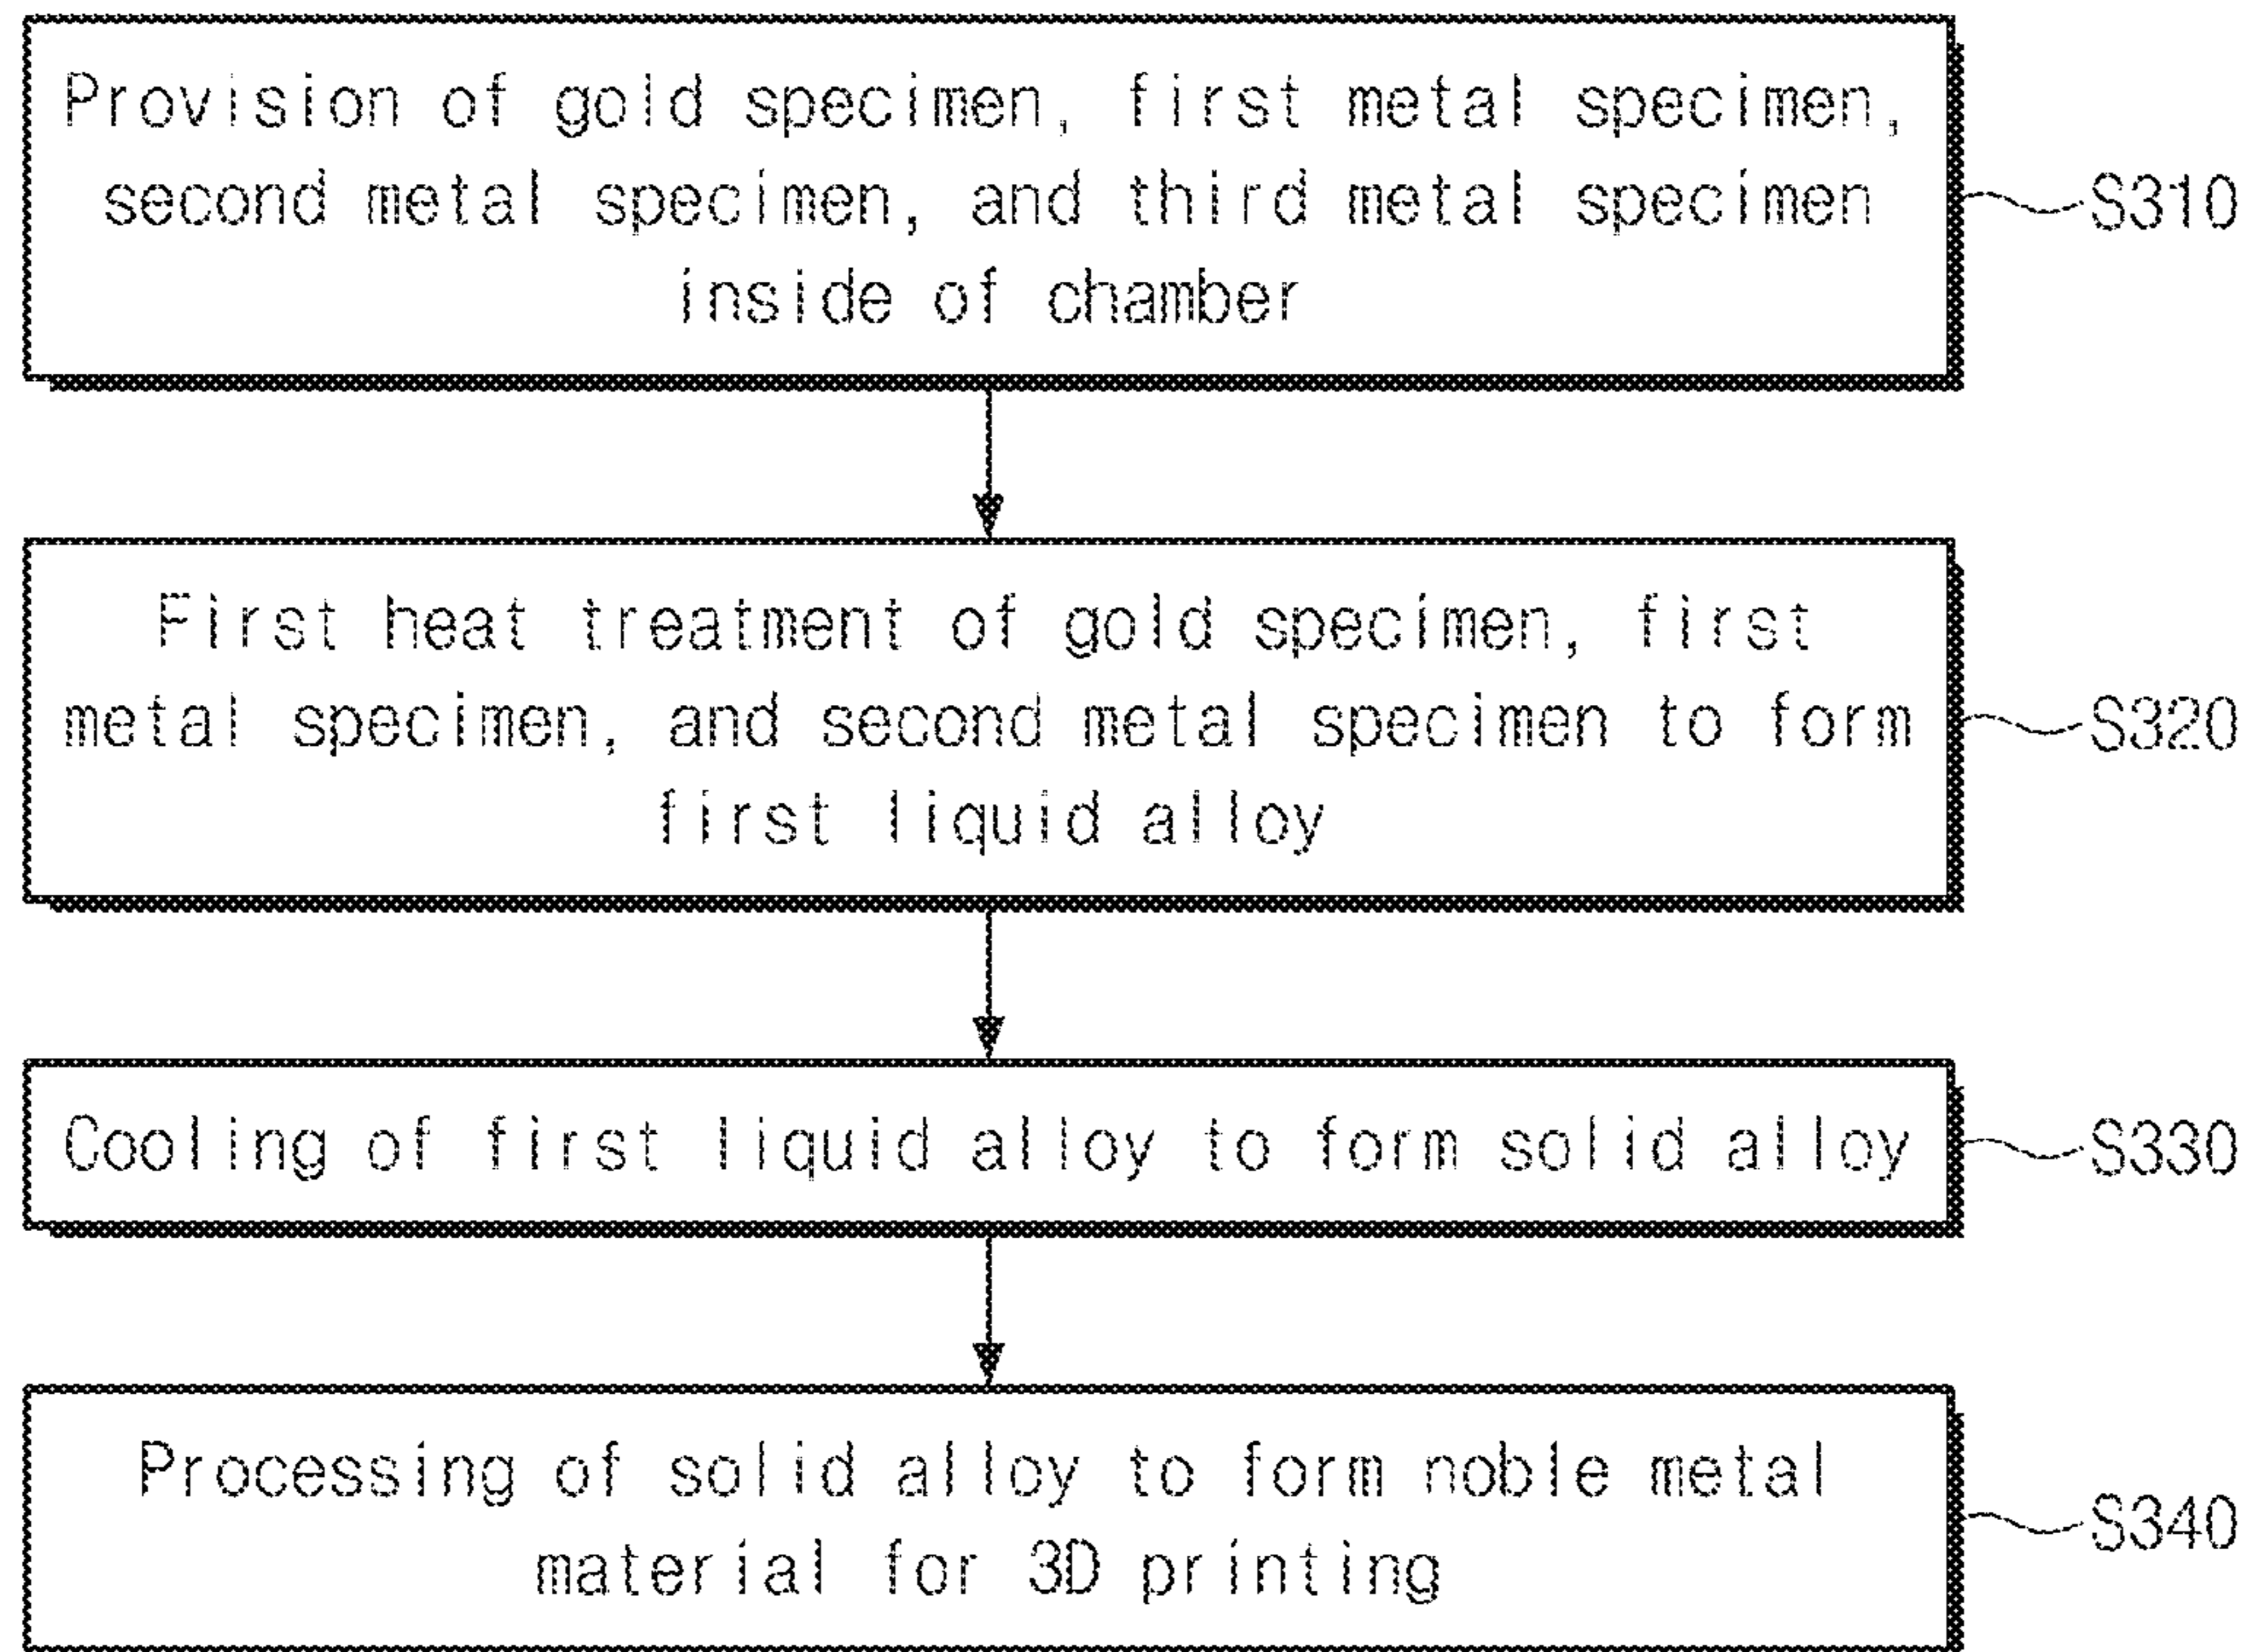 Provision of gold specimen, first metal specimen,
second metal specimen, and third metal specimen
inside of chamber
S310
First heat treatment of gold specimen, first
metal specimen, and second metal specimen to form
first liquid alloy
S320
Cooling of first liquid alloy to form solid alloy
S330
Processing of solid alloy to form noble metal
material for 3D printing
S340